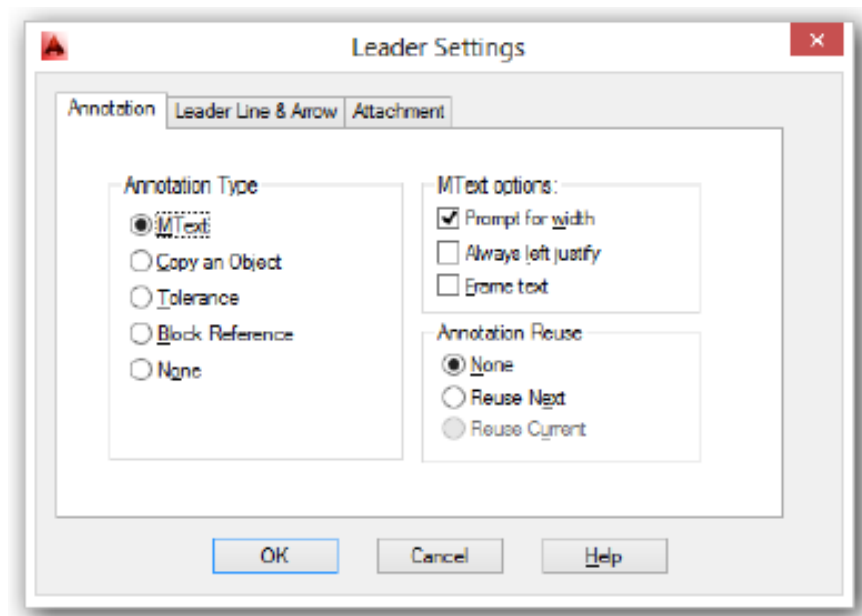 Leader Settings
Annotation
Leader Line & Arrow
Attachment
Annotation Type
MText
Copy an Object
Tolerance
Block Reference
None
MText options:
Prompt for width
Always left justify
Frame text
Annotation Reuse
None
Reuse Next
Reuse Current
OK
Cancel
Help